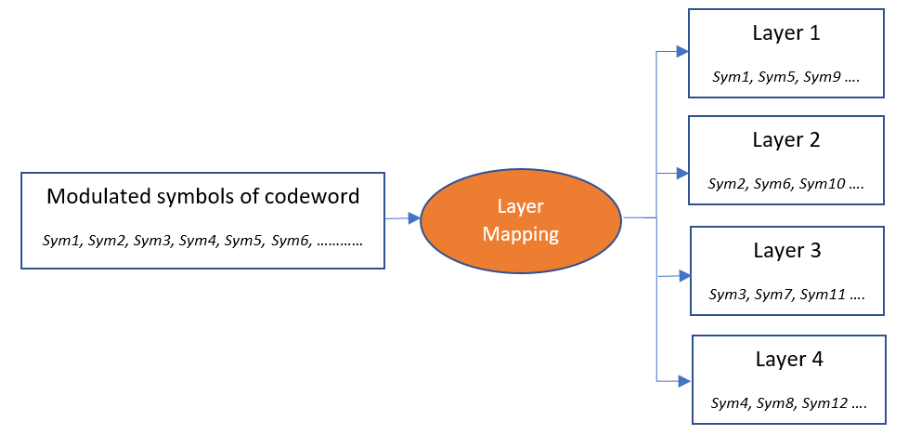 Modulated symbols of codeword
Sym1, Sym2, Sym3, Sym4, Sym5, Sym6, …………
Layer
Mapping
Layer 1
Sym1, Sym5, Sym9 ….
Layer 2
Sym2, Sym6, Sym10 ….
Layer 3
Sym3, Sym7, Sym11 ….
Layer 4
Sym4, Sym8, Sym12 ….